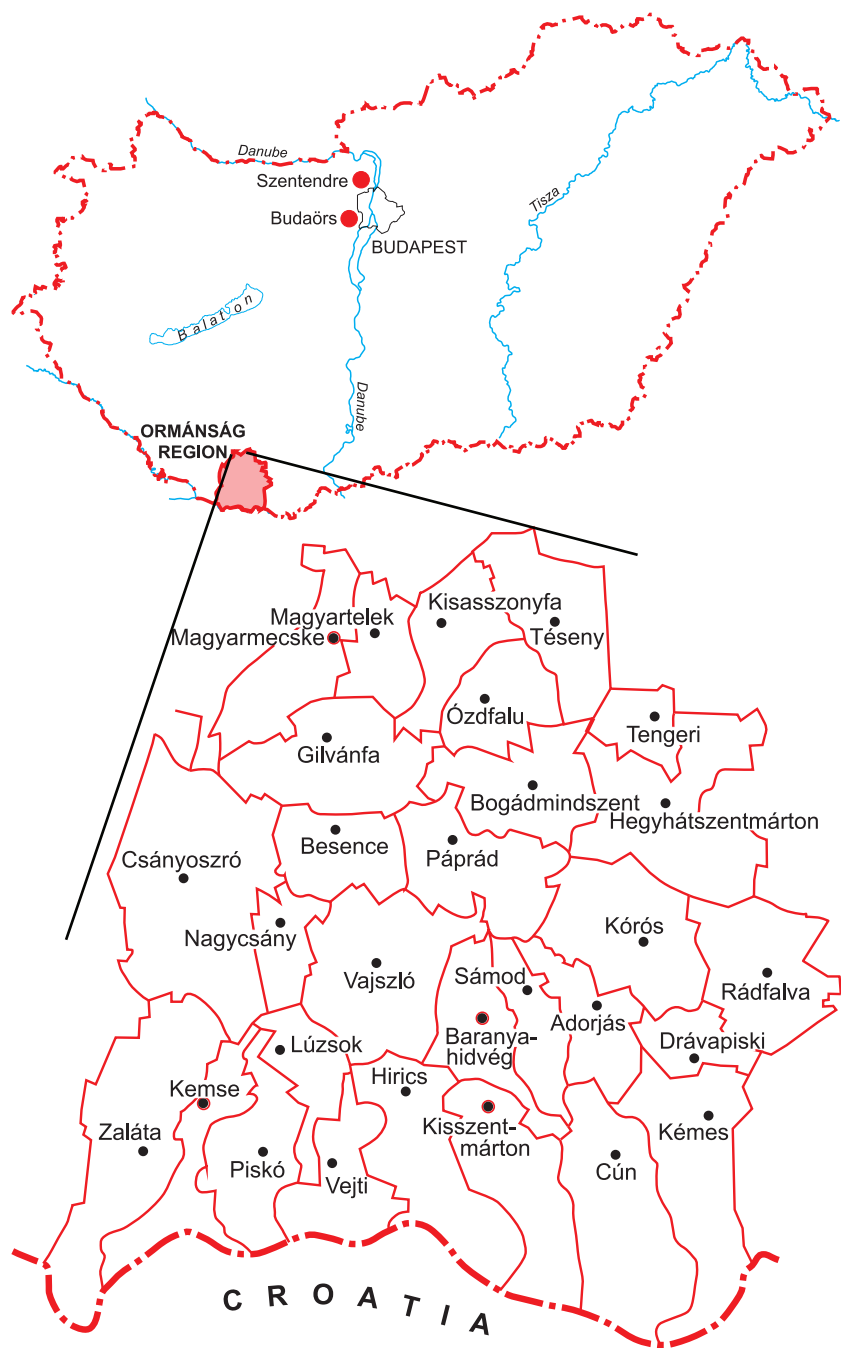 Danube
Szentendre
Budaörs
BUDAPEST
Tisza
Balaton
Danube
ORMÁNSÁG
REGION
Magyartelek
Magyarmecske
Kisasszonyfa
Téseny
Ózdfalu
Tengeri
Gilvánfa
Bogádmindszent
Hegyhátszentmárton
Besence
Páprád
Csányoszró
Nagycsány
Kórós
Vajszló
Sámod
Rádfalva
Adorjás
Baranya-
hidvég
Drávapiski
Lúzsok
Hirics
Kemse
Kisszent-
márton
Kémes
Zaláta
Piskó
Vejti
Cún
CROATIA